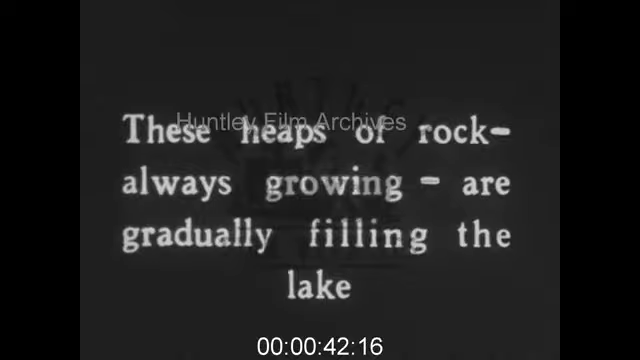 Huntley Film Archives
These heaps of rock-
always growing - are
gradually filling the
lake
00:00:42:16